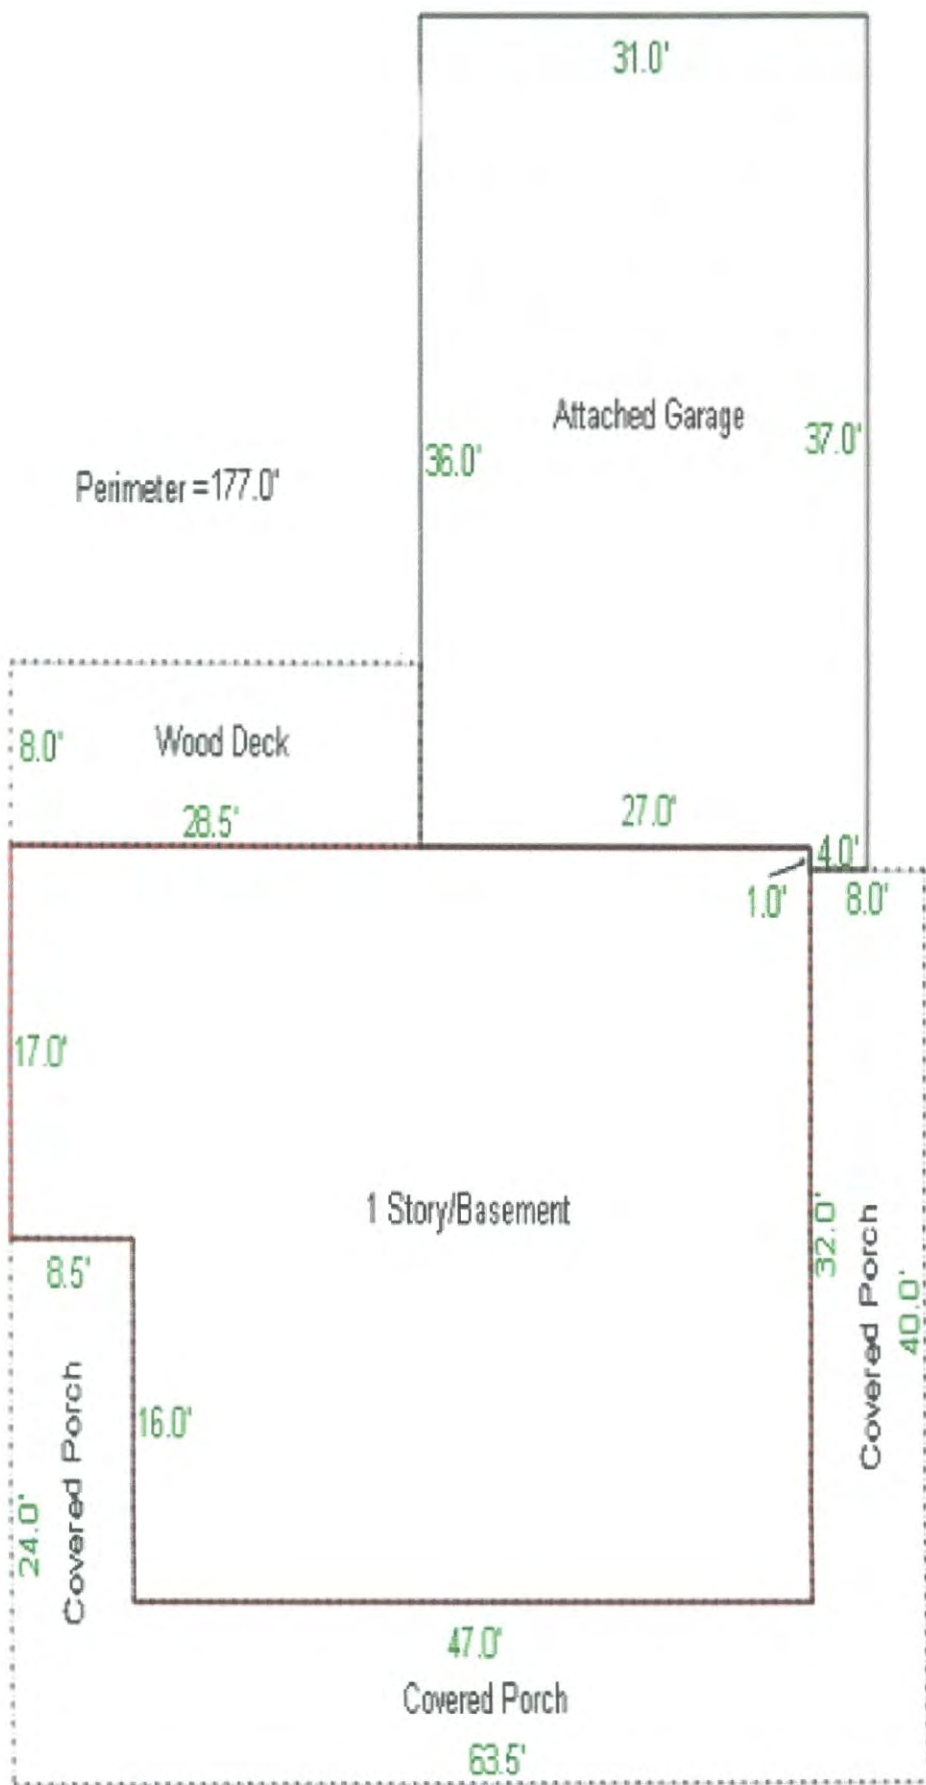 31.0'
Attached Garage
36.0'
37.0'
Perimeter =177.0'
8.0'
Wood Deck
28.5'
27.0'
4.0'
1.0'
8.0'
17.0'
1 Story/Basement
32.0'
Covered Porch
40.0'
8.5'
16.0'
Covered Porch
24.0'
47.0'
Covered Porch
63.5'